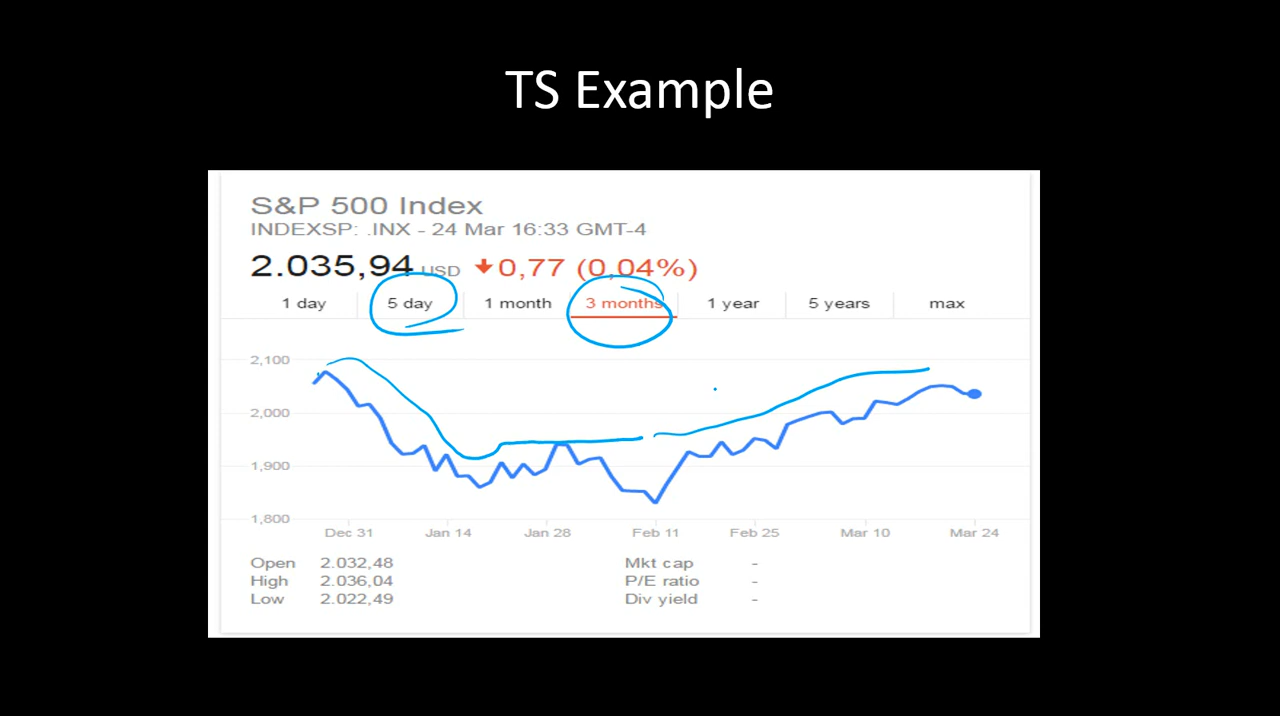 TS Example
S&P 500 Index
INDEXSP: .INX - 24 Mar 16:33 GMT-4
2.035,94 USD 0,77 (0,04%)
1 day 5 day 1 month 3 months 1 year 5 years max
2,100
2,000
1,900
1,800
Dec 31 Jan 14 Jan 28 Feb 11 Feb 25 Mar 10 Mar 24
Open 2.032,48 Mkt cap -
High 2.036,04 P/E ratio -
Low 2.022,49 Div yield -